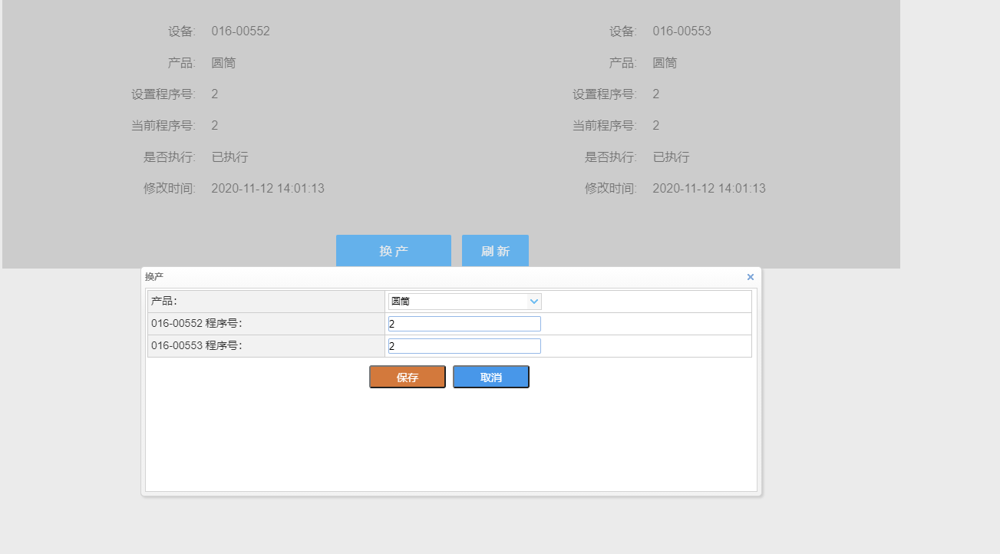 设备: 016-00552 设备: 016-00553
产品: 圆筒 产品: 圆筒
设置程序号: 2 设置程序号: 2
当前程序号: 2 当前程序号: 2
是否执行: 已执行 是否执行: 已执行
修改时间: 2020-11-12 14:01:13 修改时间: 2020-11-12 14:01:13
换 产 刷 新
换产
产品: 圆筒
016-00552 程序号: 2
016-00553 程序号: 2
保存 取消